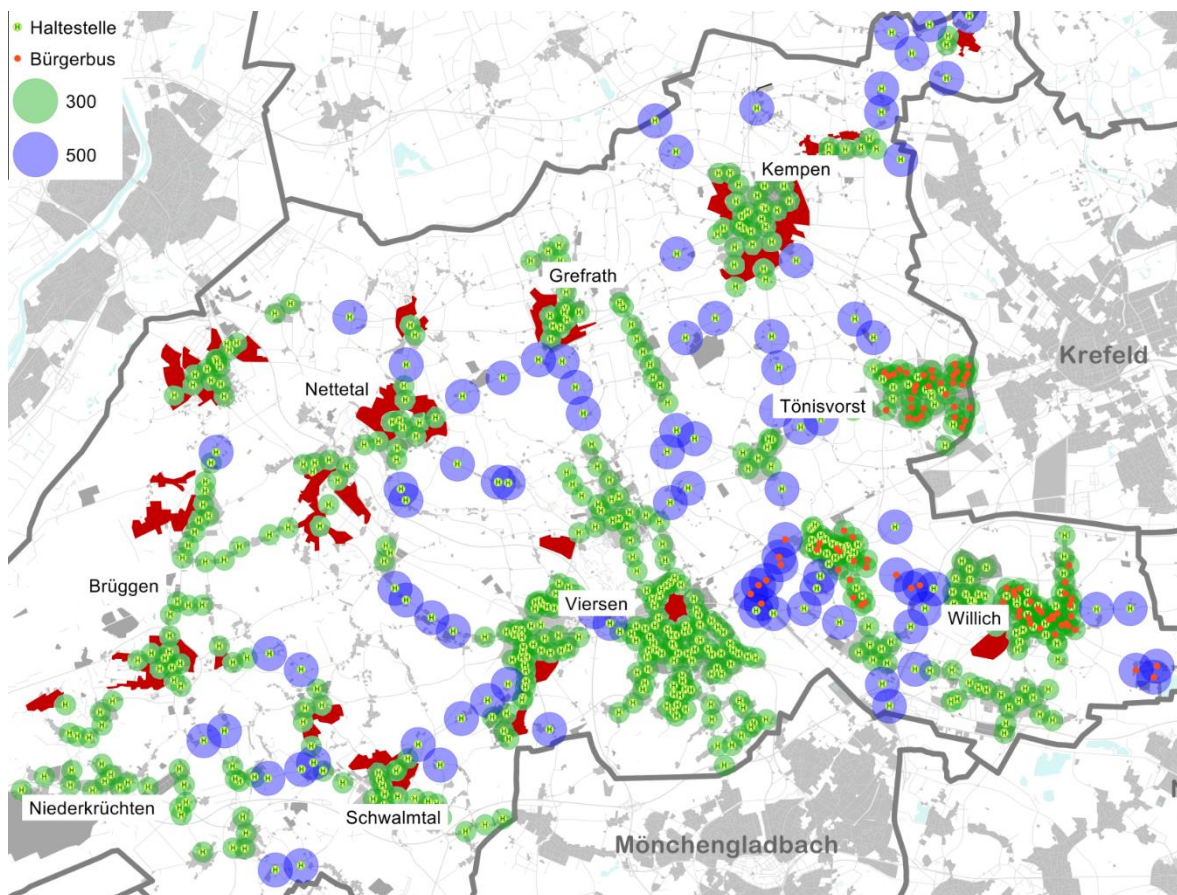 Haltestelle
Bürgerbus
300
500
Kempen
Grefrath
Krefeld
Nettetal
Tönisvorst
Brüggen
Viersen
Willich
Niederkrüchten
Schwalmtal
Mönchengladbach